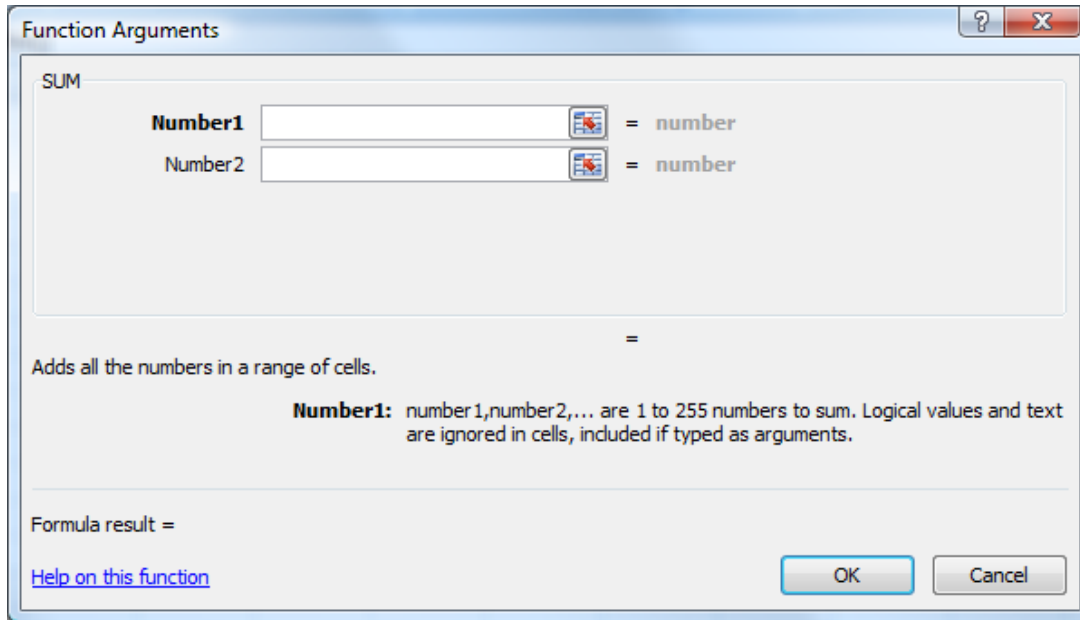 Function Arguments
SUM
Number1 = number
Number2 = number
=
Adds all the numbers in a range of cells.
Number1: number1,number2,... are 1 to 255 numbers to sum. Logical values and text
are ignored in cells, included if typed as arguments.
Formula result =
Help on this function OK Cancel